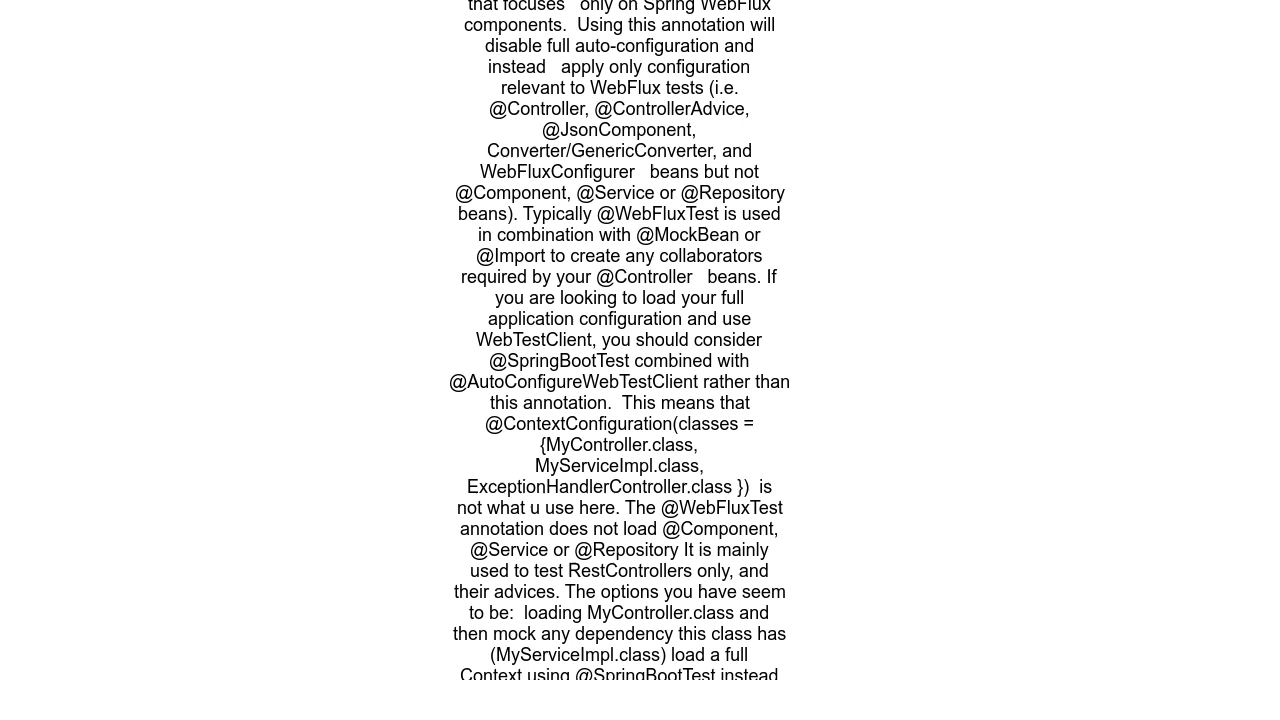 that focuses   only on Spring WebFlux
components.  Using this annotation will
disable full auto-configuration and
instead   apply only configuration
relevant to WebFlux tests (i.e.
@Controller, @ControllerAdvice,
@JsonComponent,
Converter/GenericConverter, and
WebFluxConfigurer   beans but not
@Component, @Service or @Repository
beans). Typically @WebFluxTest is used
in combination with @MockBean or
@Import to create any collaborators
required by your @Controller   beans. If
you are looking to load your full
application configuration and use
WebTestClient, you should consider
@SpringBootTest combined with
@AutoConfigureWebTestClient rather than
this annotation.  This means that
@ContextConfiguration(classes =
{MyController.class,
MyServiceImpl.class,
ExceptionHandlerController.class })  is
not what u use here. The @WebFluxTest
annotation does not load @Component,
@Service or @Repository It is mainly
used to test RestControllers only, and
their advices. The options you have seem
to be:  loading MyController.class and
then mock any dependency this class has
(MyServiceImpl.class) load a full
Context using @SpringBootTest instead